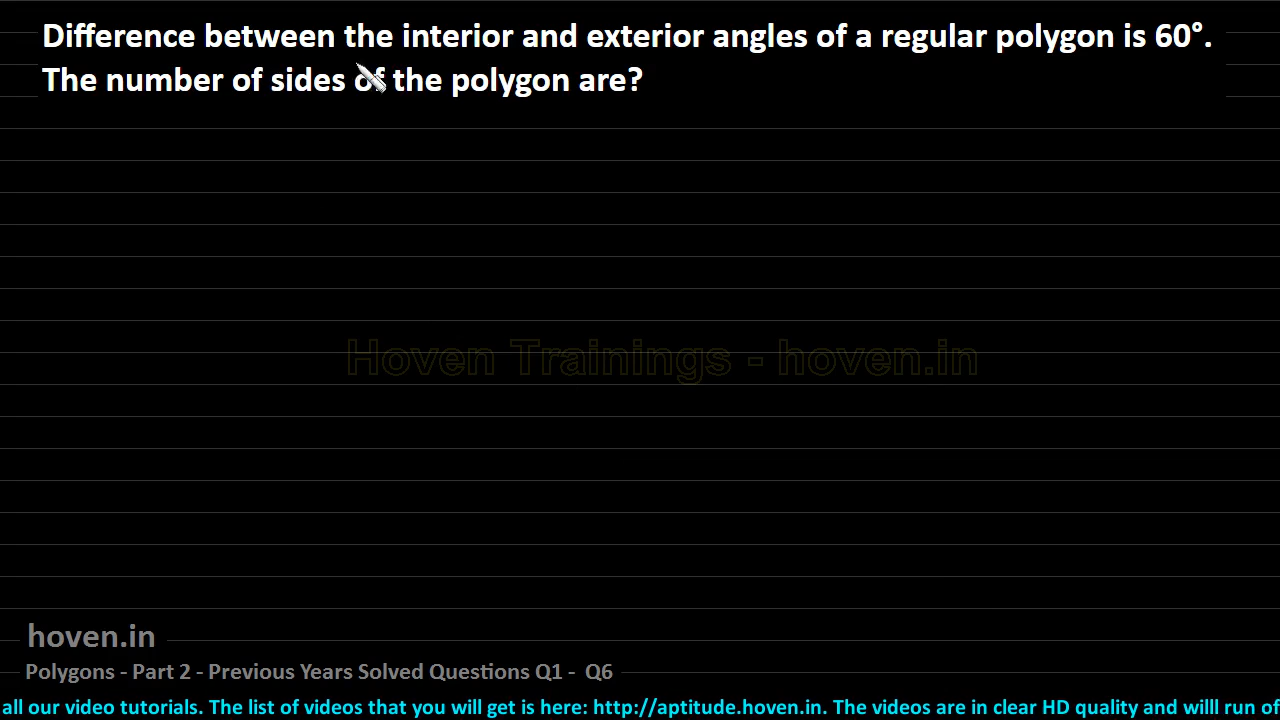 Difference between the interior and exterior angles of a regular polygon is 60°.
The number of sides of the polygon are?
Hoven Trainings - hoven.in
hoven.in
Polygons - Part 2 - Previous Years Solved Questions Q1 - Q6
all our video tutorials. The list of videos that you will get is here: http://aptitude.hoven.in. The videos are in clear HD quality and willl run of